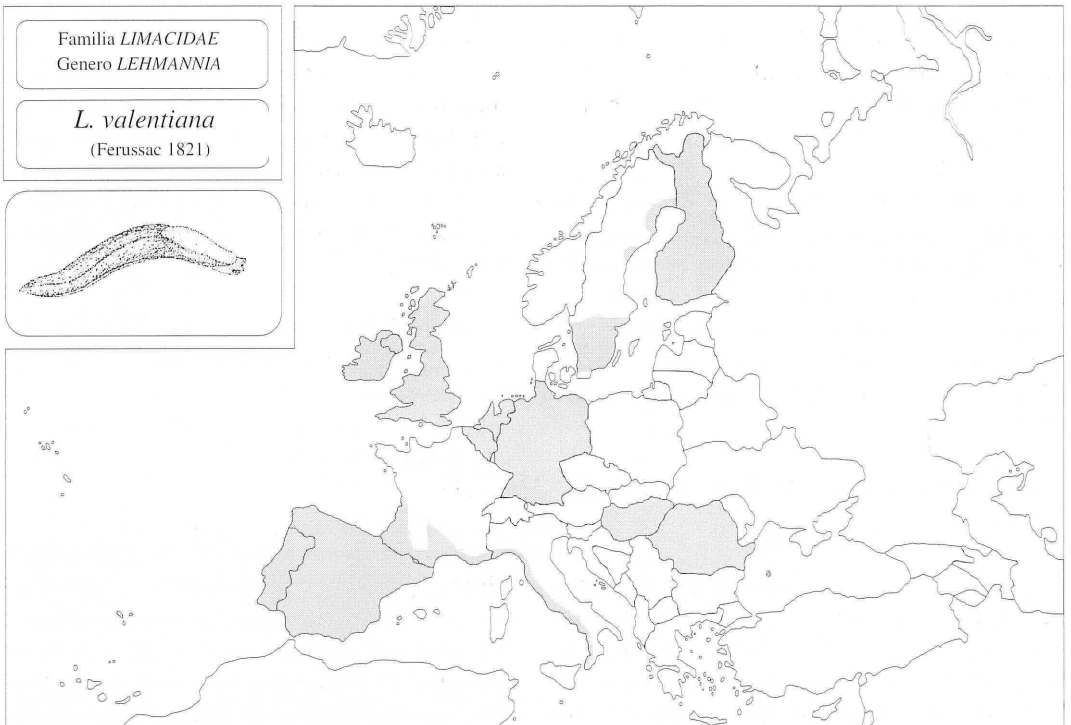 Familia LIMACIDAE
Genero LEHMANNIA
L. valentiana
(Ferussac 1821)